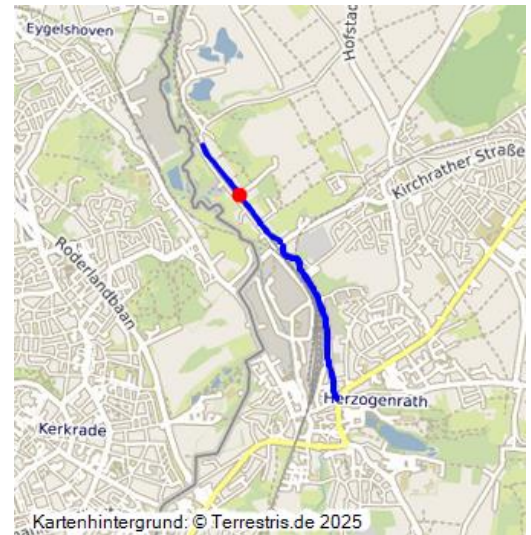 Eygelshoven
Hofstad
Kirchrather Straße
Roderlandbaan
Herzogenrath
Kerkrade
Kartenhintergrund: © Terrestris.de 2025